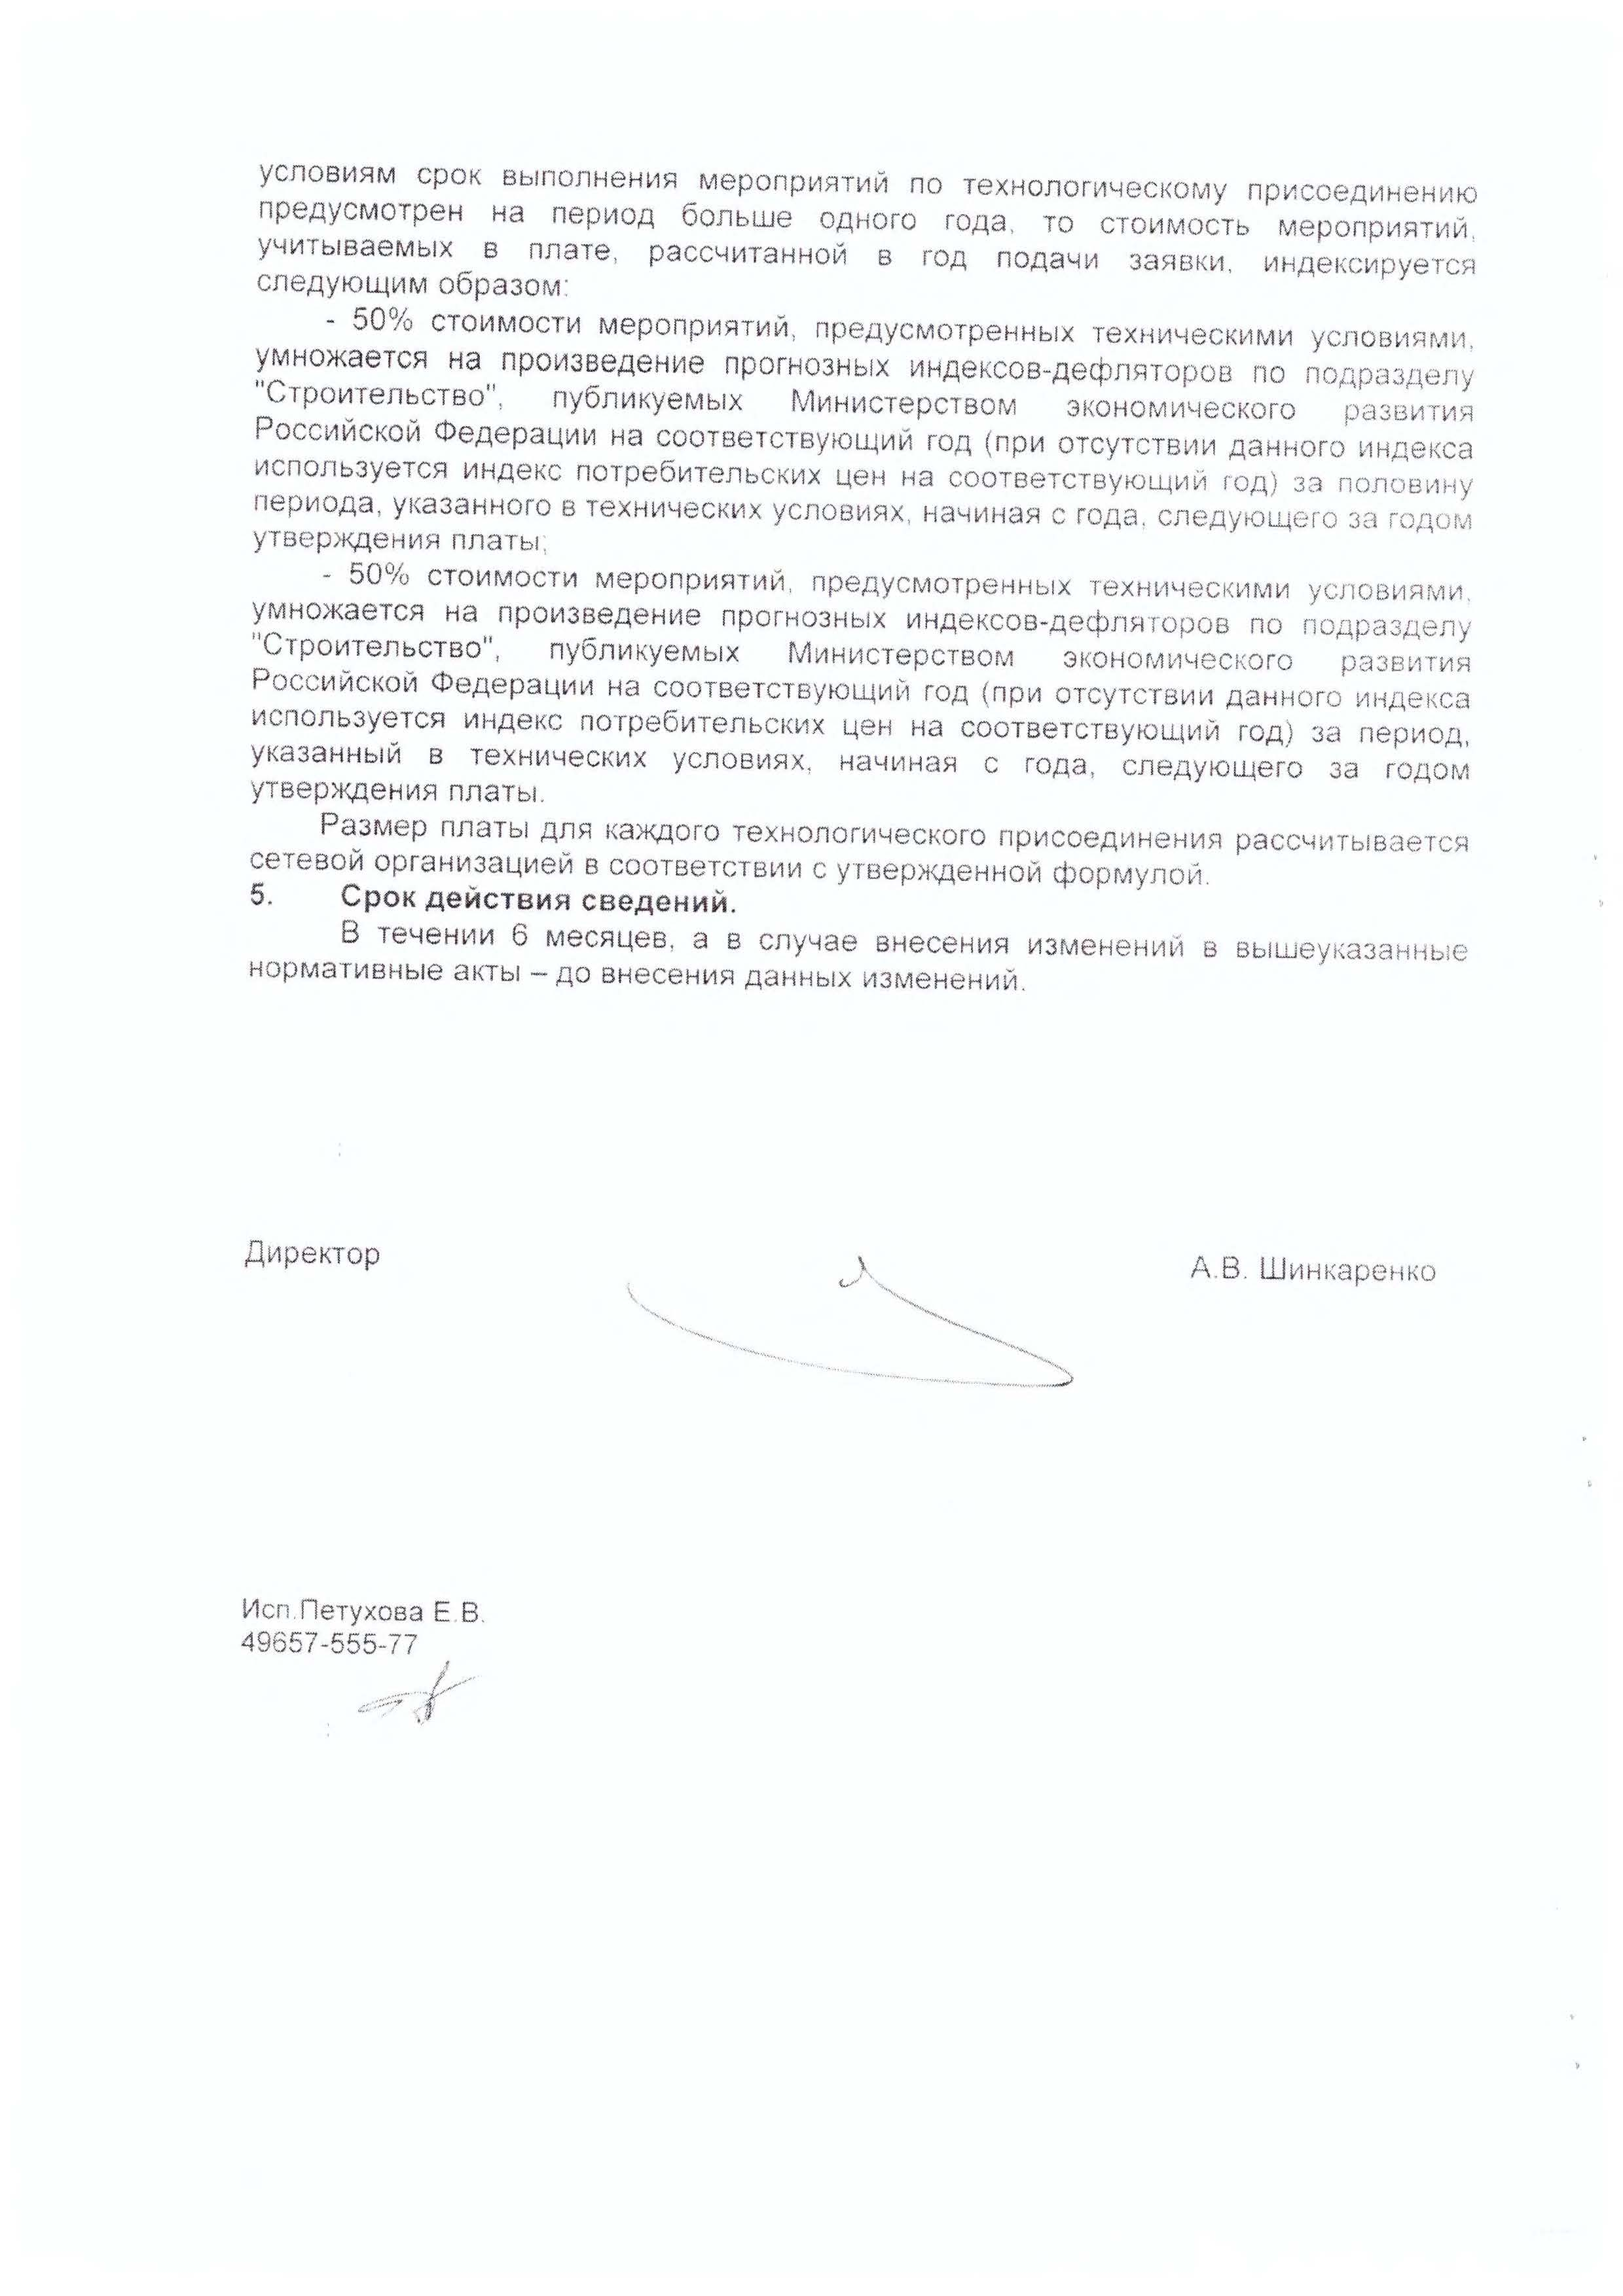 условиям срок выполнения мероприятий по технологическому присоединению
предусмотрен на период больше одного года, то стоимость мероприятий,
учитываемых в плате, рассчитанной в год подачи заявки, индексируется
следующим образом:
- 50% стоимости мероприятий, предусмотренных техническими условиями,
умножается на произведение прогнозных индексов-дефляторов по подразделу
"Строительство", публикуемых Министерством экономического развития
Российской Федерации на соответствующий год (при отсутствии данного индекса
используется индекс потребительских цен на соответствующий год) за половину
периода, указанного в технических условиях, начиная с года, следующего за годом
утверждения платы;
- 50% стоимости мероприятий, предусмотренных техническими условиями,
умножается на произведение прогнозных индексов-дефляторов по подразделу
"Строительство", публикуемых Министерством экономического развития
Российской Федерации на соответствующий год (при отсутствии данного индекса
используется индекс потребительских цен на соответствующий год) за период,
указанный в технических условиях, начиная с года, следующего за годом
утверждения платы.
Размер платы для каждого технологического присоединения рассчитывается
сетевой организацией в соответствии с утвержденной формулой.
5. Срок действия сведений.
В течении 6 месяцев, а в случае внесения изменений в вышеуказанные
нормативные акты – до внесения данных изменений.
Директор А.В. Шинкаренко
Исп.Петухова Е.В.
49657-555-77